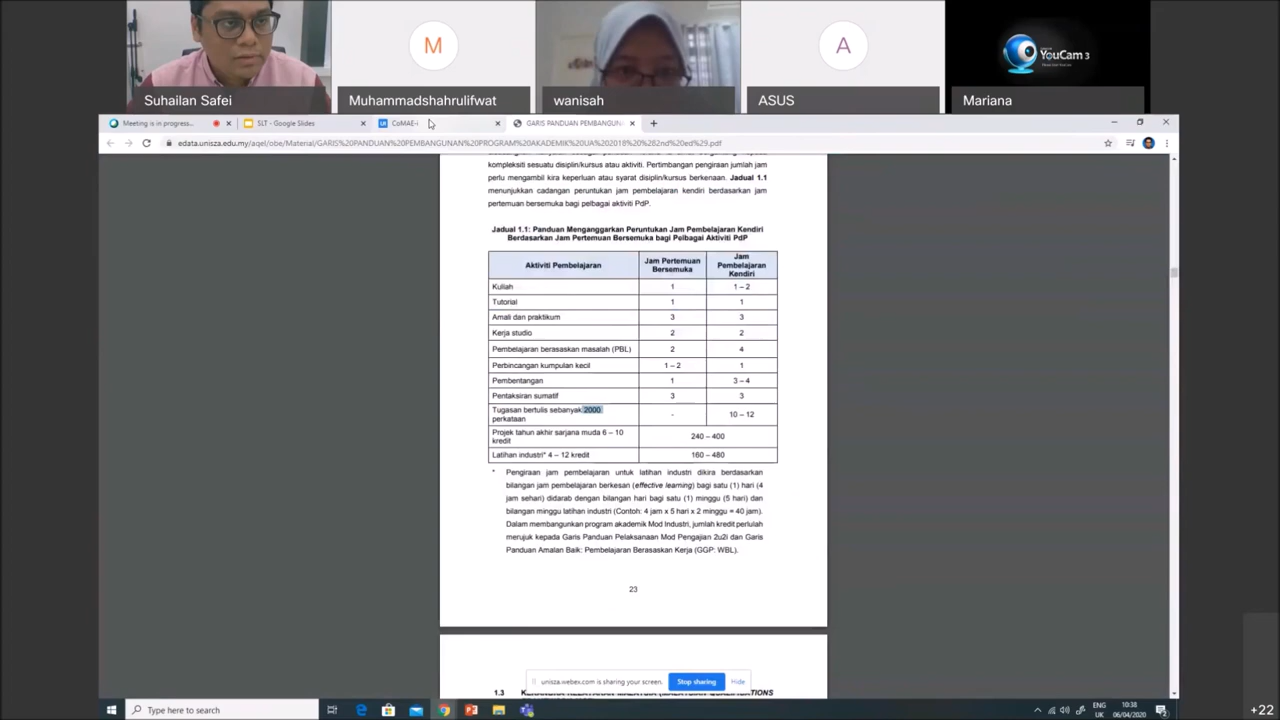 M
A
YouCam 3
Suhailan Safei
Muhammadshahrulifwat
wanisah
ASUS
Mariana
Meeting is in progress...
SLT - Google Slides
CoMAE-i
GARIS PANDUAN PEMBANGUN
edata.unisza.edu.my/aqel/obe/Material/GARIS%20PANDUAN%20PEMBANGUNAN%20PROGRAM%20AKADEMIK%20UA%202018%20%282nd%20ed%29.pdf
kompleksiti sesuatu disiplin/kursus atau aktiviti. Pertimbangan pengiraan jumlah jam
perlu mengambil kira keperluan atau syarat disiplin/kursus berkenaan. Jadual 1.1
menunjukkan cadangan peruntukan jam pembelajaran kendiri berdasarkan jam
pertemuan bersemuka bagi pelbagai aktiviti PdP.
Jadual 1.1: Panduan Menganggarkan Peruntukan Jam Pembelajaran Kendiri
Berdasarkan Jam Pertemuan Bersemuka bagi Pelbagai Aktiviti PdP
Aktiviti Pembelajaran
Jam Pertemuan
Bersemuka
Jam
Pembelajaran
Kendiri
Kuliah 1 1 – 2
Tutorial 1 1
Amali dan praktikum 3 3
Kerja studio 2 2
Pembelajaran berasaskan masalah (PBL) 2 4
Perbincangan kumpulan kecil 1 – 2 1
Pembentangan 1 3 – 4
Pentaksiran sumatif 3 3
Tugasan bertulis sebanyak 2000
perkataan - 10 – 12
Projek tahun akhir sarjana muda 6 – 10
kredit 240 – 400
Latihan industri* 4 – 12 kredit 160 – 480
* Pengiraan jam pembelajaran untuk latihan industri dikira berdasarkan
bilangan jam pembelajaran berkesan (effective learning) bagi satu (1) hari (4
jam sehari) didarab dengan bilangan hari bagi satu (1) minggu (5 hari) dan
bilangan minggu latihan industri (Contoh: 4 jam x 5 hari x 2 minggu = 40 jam).
Dalam membangunkan program akademik Mod Industri, jumlah kredit perlulah
merujuk kepada Garis Panduan Pelaksanaan Mod Pengajian 2u2i dan Garis
Panduan Amalan Baik: Pembelajaran Berasaskan Kerja (GGP: WBL).
23
1.3
unisza.webex.com is sharing your screen.
Stop sharing
Hide
Type here to search
ENG
UK
10:38
06/04/2020
2
+22